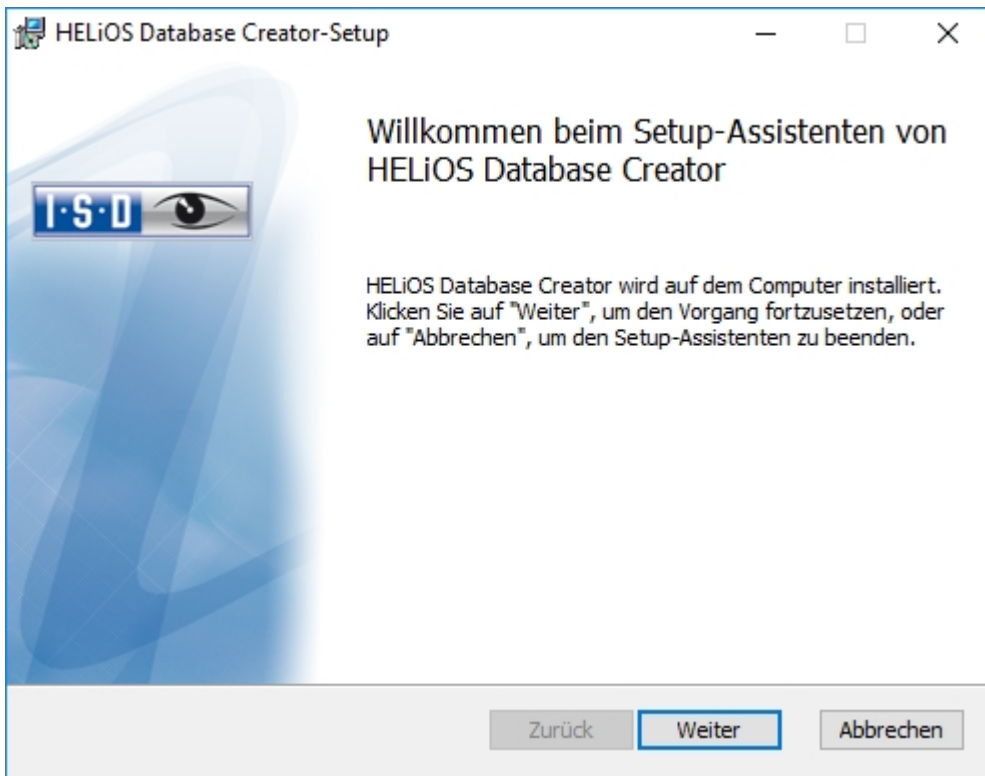 HELiOS Database Creator-Setup
Willkommen beim Setup-Assistenten von
HELiOS Database Creator
I·S·D
HELiOS Database Creator wird auf dem Computer installiert.
Klicken Sie auf "Weiter", um den Vorgang fortzusetzen, oder
auf "Abbrechen", um den Setup-Assistenten zu beenden.
Zurück
Weiter
Abbrechen